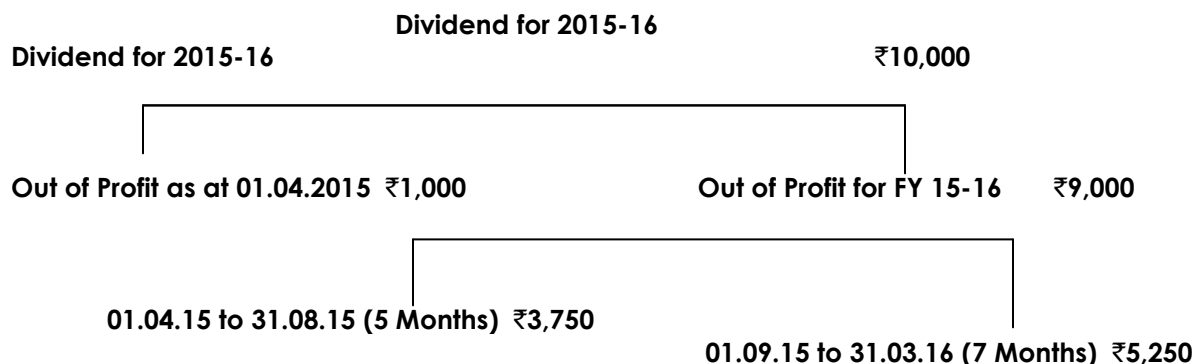 Dividend for 2015-16
Dividend for 2015-16 ₹10,000
Out of Profit as at 01.04.2015 ₹1,000 Out of Profit for FY 15-16 ₹9,000
01.04.15 to 31.08.15 (5 Months) ₹3,750
01.09.15 to 31.03.16 (7 Months) ₹5,250